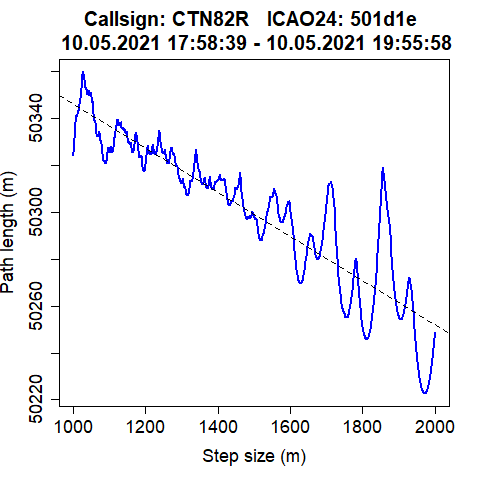 Callsign: CTN82R   ICAO24: 501d1e
10.05.2021 17:58:39 - 10.05.2021 19:55:58
Path length (m)
50340
50300
50260
50220
1000 1200 1400 1600 1800 2000
Step size (m)